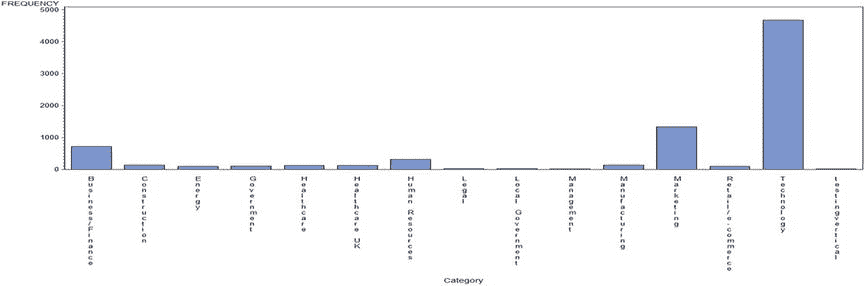 FREQUENCY
5000
4000
3000
2000
1000
0
Business/Finance
Construction
Energy
Government
Healthcare
Healthcare UK
Human Resources
Legal
Local Government
Management
Manufacturing
Marketing
Retail/e-commerce
Technology
testingvertical
Category